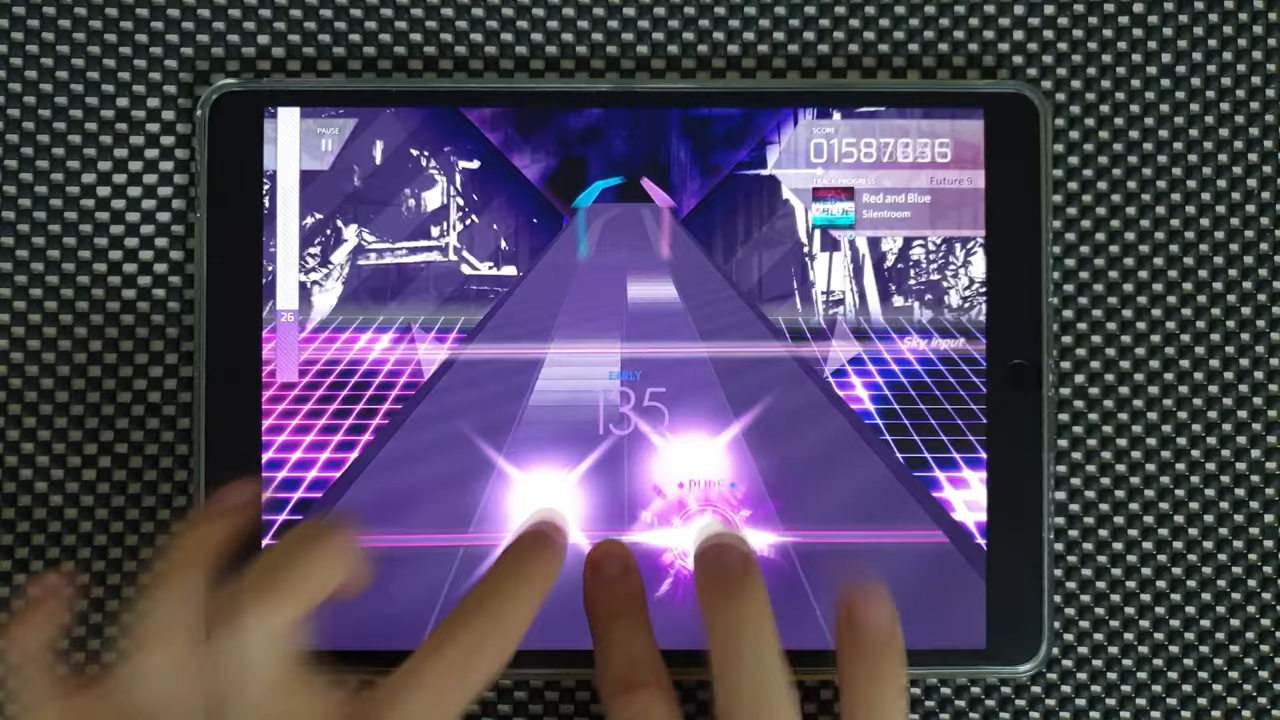 PAUSE
SCORE
TRACK PROGRESS
Future 9
Red and Blue
Silentroom
26
Sky Input
EARLY
135
PURE